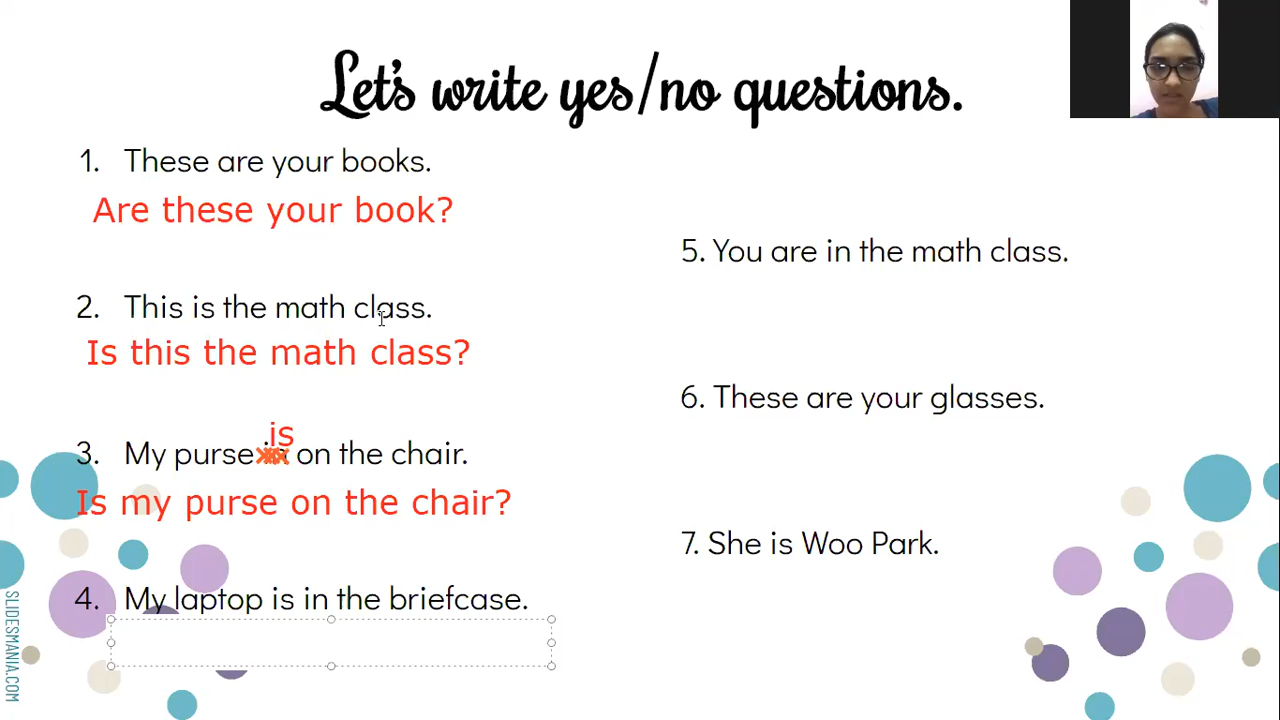 Let's write yes/no questions.
1. These are your books.
Are these your book?
2. This is the math class.
Is this the math class?
is
3. My purse on the chair.
Is my purse on the chair?
4. My laptop is in the briefcase.
5. You are in the math class.
6. These are your glasses.
7. She is Woo Park.
SLIDESMANIA.COM